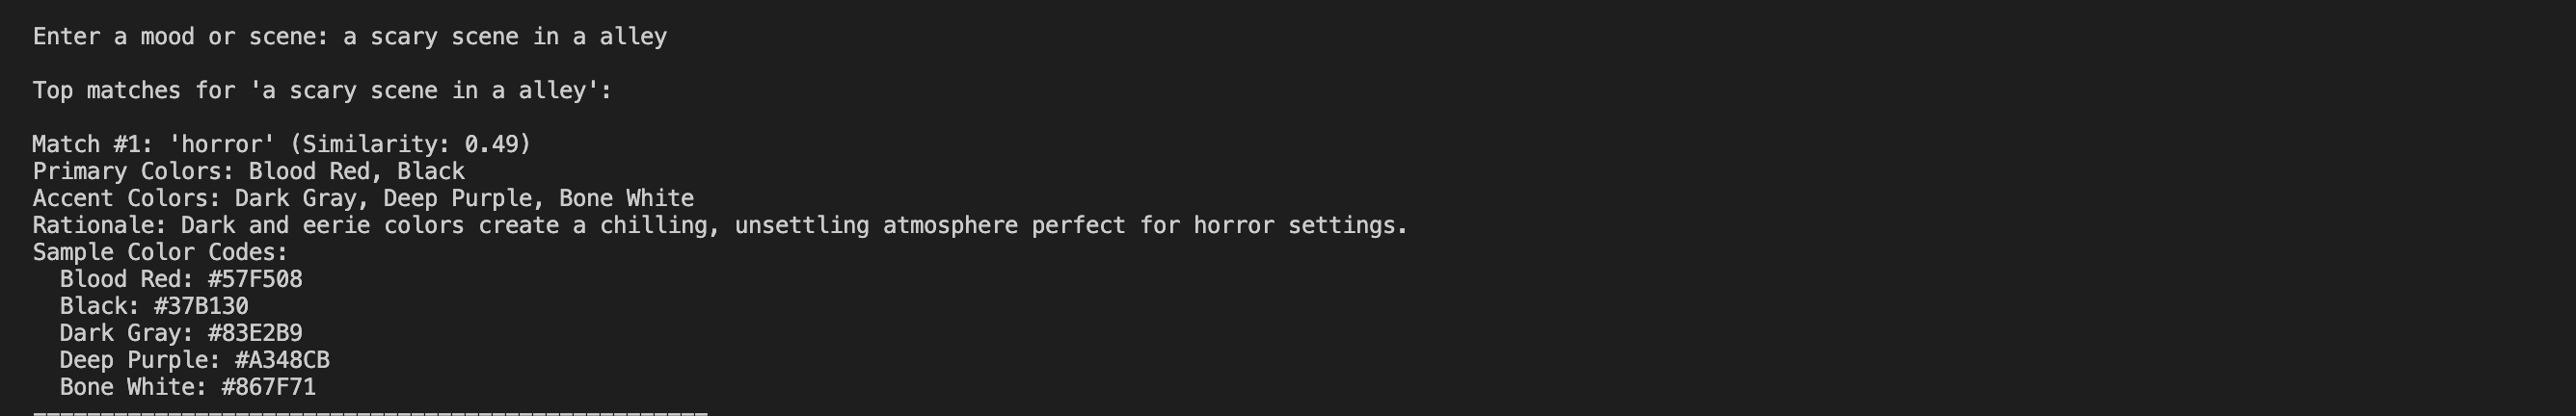 Enter a mood or scene: a scary scene in a alley
Top matches for 'a scary scene in a alley':
Match #1: 'horror' (Similarity: 0.49)
Primary Colors: Blood Red, Black
Accent Colors: Dark Gray, Deep Purple, Bone White
Rationale: Dark and eerie colors create a chilling, unsettling atmosphere perfect for horror settings.
Sample Color Codes:
  Blood Red: #57F508
  Black: #37B130
  Dark Gray: #83E2B9
  Deep Purple: #A348CB
  Bone White: #867F71
--------------------------------------------------